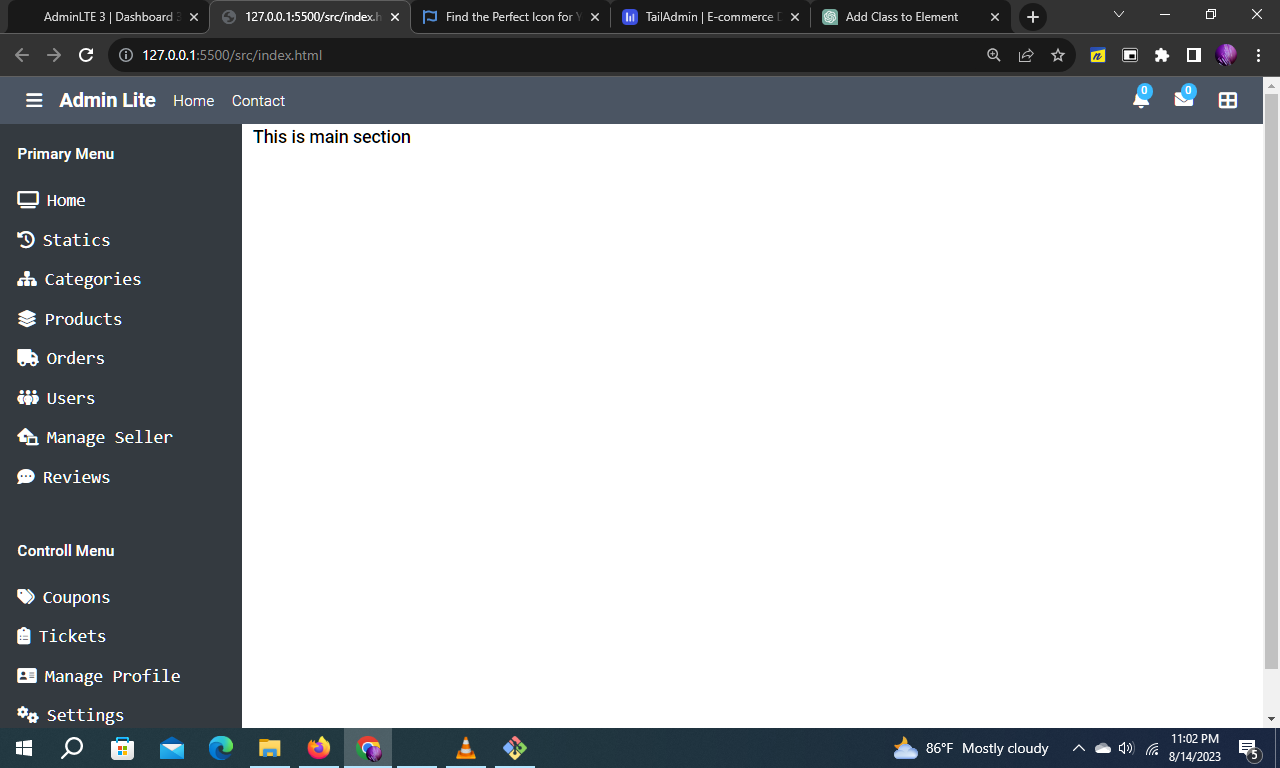 AdminLTE 3 | Dashboard 3
127.0.0.1:5500/src/index.h
Find the Perfect Icon for Y
TailAdmin | E-commerce D
Add Class to Element
127.0.0.1:5500/src/index.html
Admin Lite
Home
Contact
0
0
This is main section
Primary Menu
Home
Statics
Categories
Products
Orders
Users
Manage Seller
Reviews
Controll Menu
Coupons
Tickets
Manage Profile
Settings
86°F Mostly cloudy
11:02 PM
8/14/2023
5